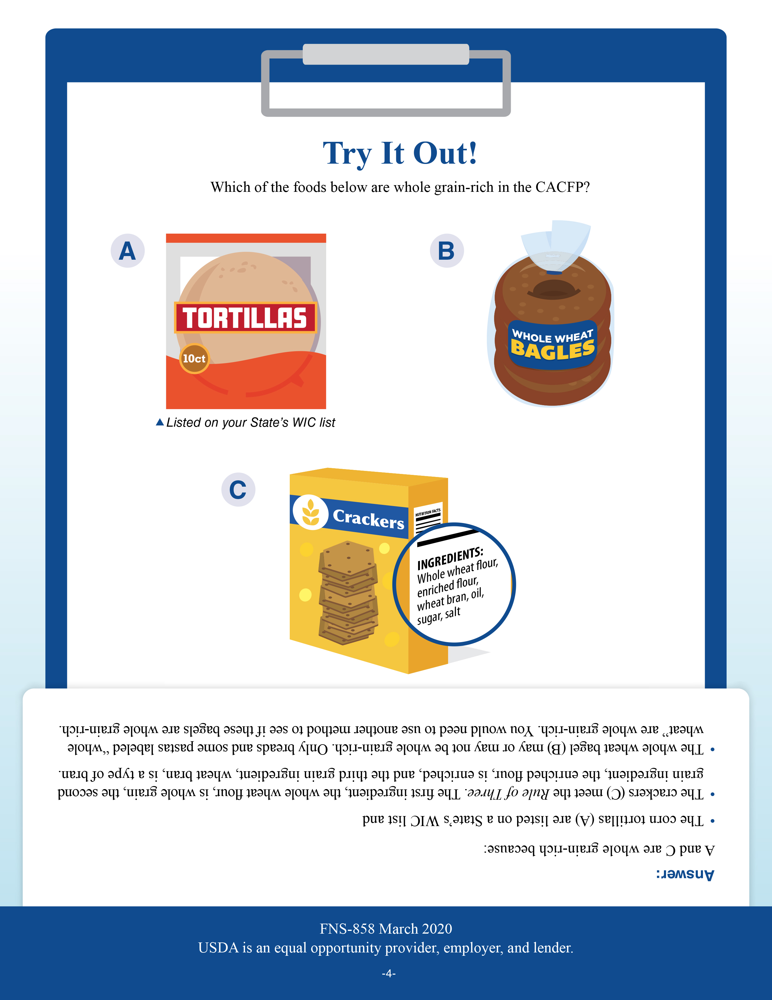 Try It Out!
Which of the foods below are whole grain-rich in the CACFP?
A
TORTILLAS
10ct
▲ Listed on your State’s WIC list
B
WHOLE WHEAT
BAGLES
C
Crackers
NUTRITION FACTS
INGREDIENTS:
Whole wheat flour,
enriched flour,
wheat bran, oil,
sugar, salt
Answer:
A and C are whole grain-rich because:
• The corn tortillas (A) are listed on a State’s WIC list and
• The crackers (C) meet the Rule of Three. The first ingredient, the whole wheat flour, is whole grain, the second
grain ingredient, the enriched flour, is enriched, and the third grain ingredient, wheat bran, is a type of bran.
• The whole wheat bagel (B) may or may not be whole grain-rich. Only breads and some pastas labeled “whole
wheat” are whole grain-rich. You would need to use another method to see if these bagels are whole grain-rich.
FNS-858 March 2020
USDA is an equal opportunity provider, employer, and lender.
-4-